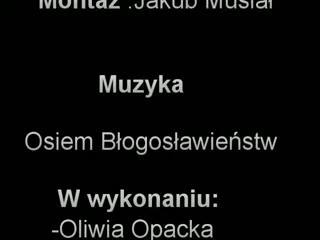 Montaż :Jakub Musiał
Muzyka
Osiem Błogosławieństw
W wykonaniu:
-Oliwia Opacka